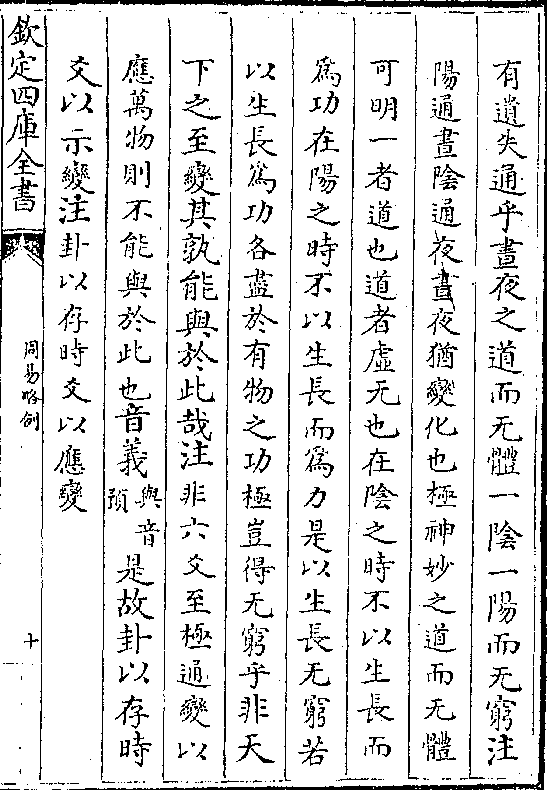 有遺失通乎晝夜之道而无體一陰一陽而无窮注
陽通晝陰通夜晝夜猶變化也極神妙之道而无體
可明一者道也道者虛无也在陰之時不以生長而
為功在陽之時不以生長而為力是以生長无窮若
以生長為功各盡於有物之功極豈得无窮乎非天
下之至變其孰能與於此哉注非六爻至極通變以
應萬物則不能與於此也音義與音預是故卦以存時
爻以示變注卦以存時爻以應變
欽定四庫全書
周易略例
十